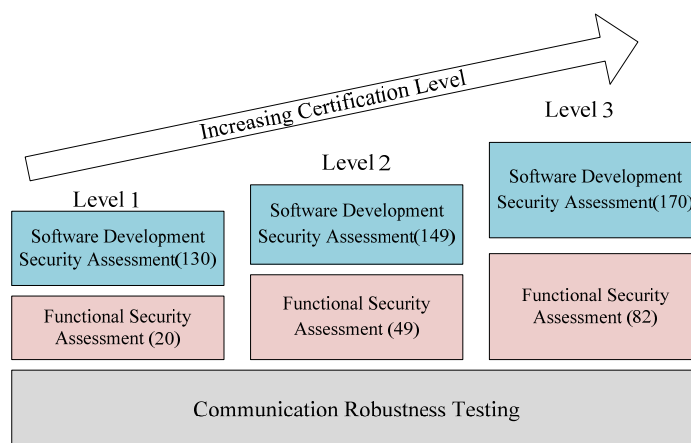 Increasing Certification Level
Level 1
Software Development
Security Assessment(130)
Functional Security
Assessment (20)
Level 2
Software Development
Security Assessment(149)
Functional Security
Assessment (49)
Level 3
Software Development
Security Assessment(170)
Functional Security
Assessment (82)
Communication Robustness Testing